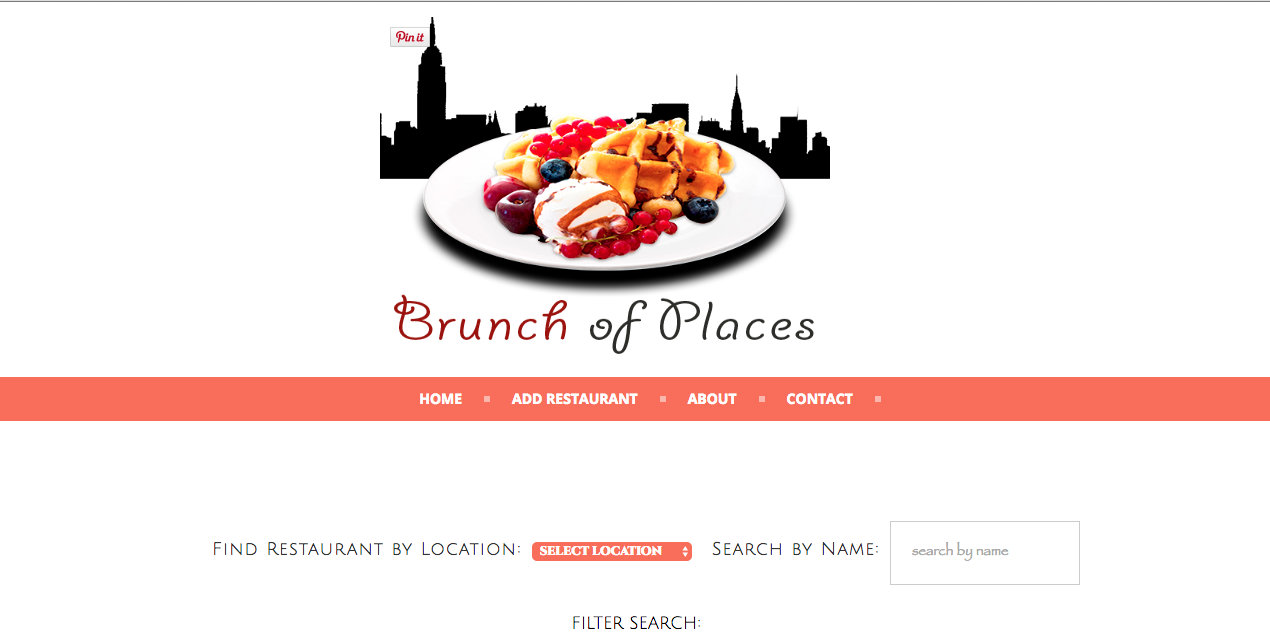 Pin it
Brunch of Places
HOME ADD RESTAURANT ABOUT CONTACT
Find Restaurant by Location: SELECT LOCATION Search by Name: search by name
FILTER SEARCH: